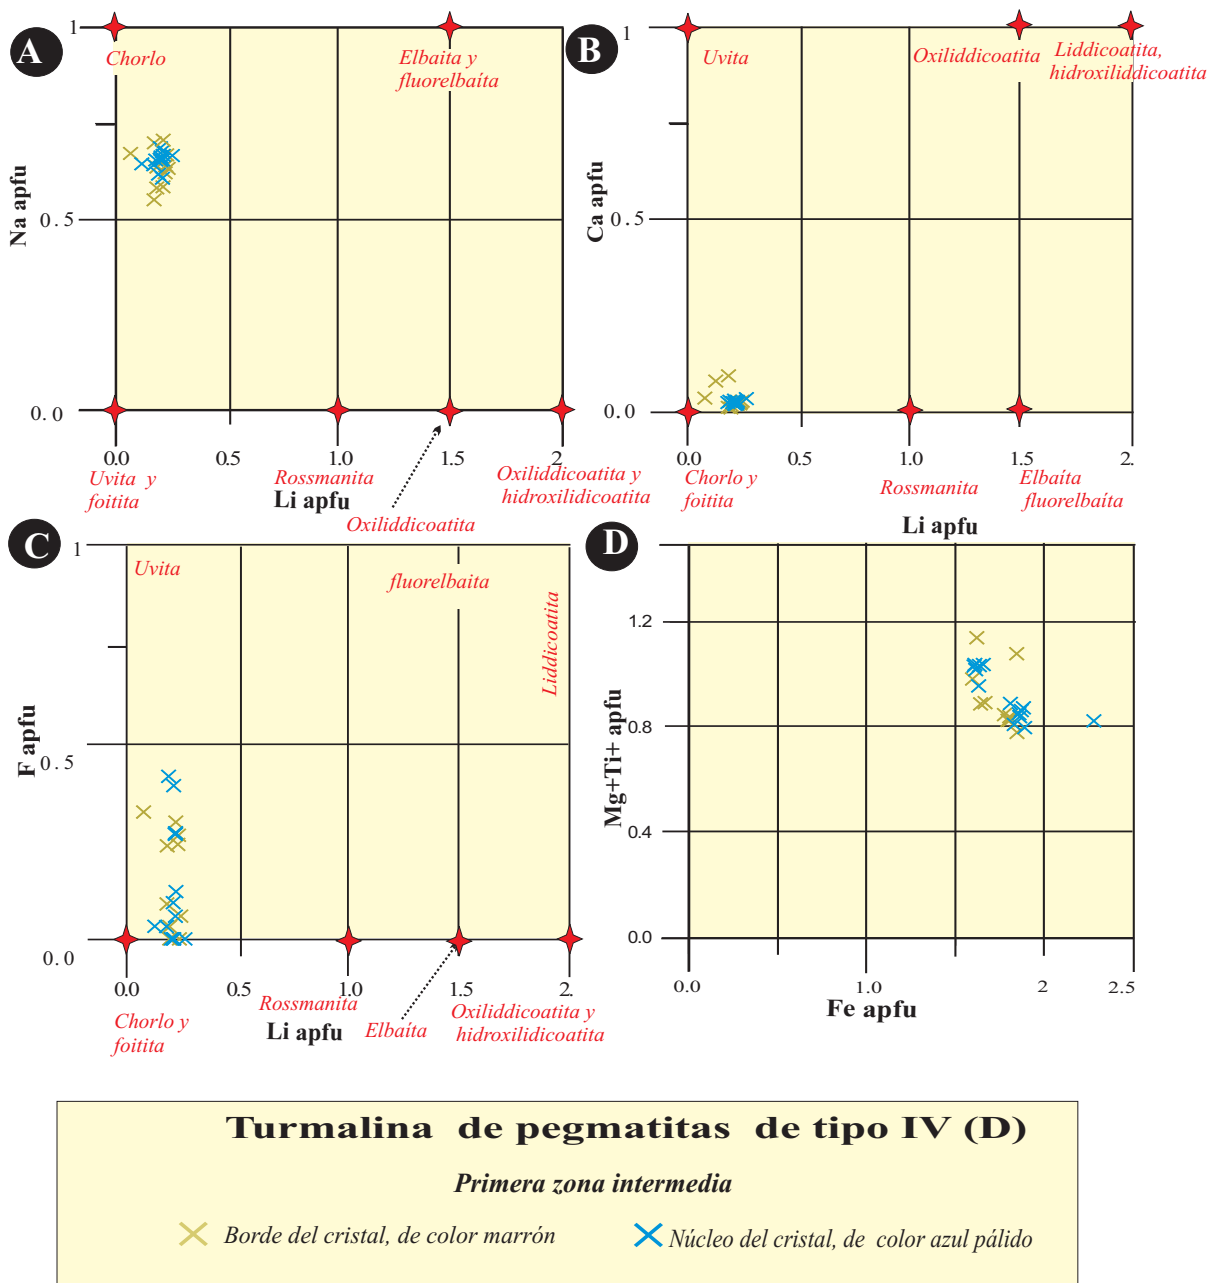 A
1
Chorlo
Elbaita y
fluorelbaíta
Na apfu
0.5
0.0
0.0
0.5
1.0
1.5
2
Uvita y
foitita
Rossmanita
Li apfu
Oxiliddicoatita
Oxiliddicoatita y
hidroxilidicoatita
B
1
Uvita
Oxiliddicoatita
Liddicoatita,
hidroxiliddicoatita
Ca apfu
0.5
0.0
0.0
0.5
1.0
1.5
2.
Chorlo y
foitita
Rossmanita
Elbaíta
fluorelbaíta
Li apfu
C
1
Uvita
fluorelbaita
Liddicoatita
F apfu
0.5
0.0
0.0
0.5
1.0
1.5
2.
Chorlo y
foitita
Rossmanita
Li apfu
Elbaíta
Oxiliddicoatita y
hidroxilidicoatita
D
Mg+Ti+ apfu
1.2
0.8
0.4
0.0
0.0
1.0
2
2.5
Fe apfu
Turmalina de pegmatitas de tipo IV (D)
Primera zona intermedia
Borde del cristal, de color marrón
Núcleo del cristal, de color azul pálido